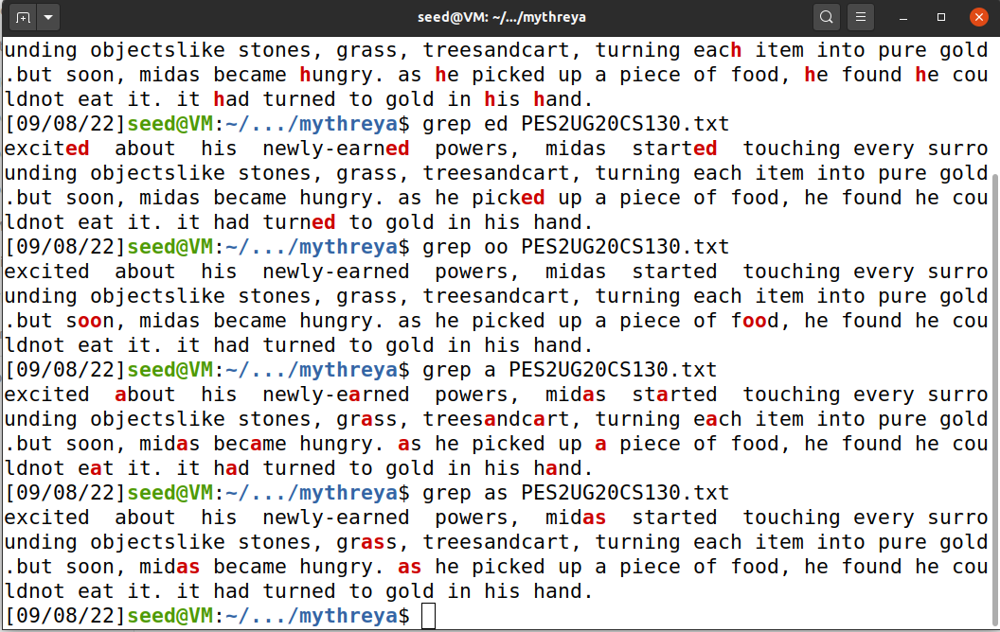 seed@VM: ~/.../mythreya
unding objectslike stones, grass, treesandcart, turning each item into pure gold
.but soon, midas became hungry. as he picked up a piece of food, he found he cou
ldnot eat it. it had turned to gold in his hand.
[09/08/22]seed@VM:~/.../mythreya$ grep ed PES2UG20CS130.txt
excited  about  his  newly-earned  powers,  midas  started  touching every surro
unding objectslike stones, grass, treesandcart, turning each item into pure gold
.but soon, midas became hungry. as he picked up a piece of food, he found he cou
ldnot eat it. it had turned to gold in his hand.
[09/08/22]seed@VM:~/.../mythreya$ grep oo PES2UG20CS130.txt
excited  about  his  newly-earned  powers,  midas  started  touching every surro
unding objectslike stones, grass, treesandcart, turning each item into pure gold
.but soon, midas became hungry. as he picked up a piece of food, he found he cou
ldnot eat it. it had turned to gold in his hand.
[09/08/22]seed@VM:~/.../mythreya$ grep a PES2UG20CS130.txt
excited  about  his  newly-earned  powers,  midas  started  touching every surro
unding objectslike stones, grass, treesandcart, turning each item into pure gold
.but soon, midas became hungry. as he picked up a piece of food, he found he cou
ldnot eat it. it had turned to gold in his hand.
[09/08/22]seed@VM:~/.../mythreya$ grep as PES2UG20CS130.txt
excited  about  his  newly-earned  powers,  midas  started  touching every surro
unding objectslike stones, grass, treesandcart, turning each item into pure gold
.but soon, midas became hungry. as he picked up a piece of food, he found he cou
ldnot eat it. it had turned to gold in his hand.
[09/08/22]seed@VM:~/.../mythreya$